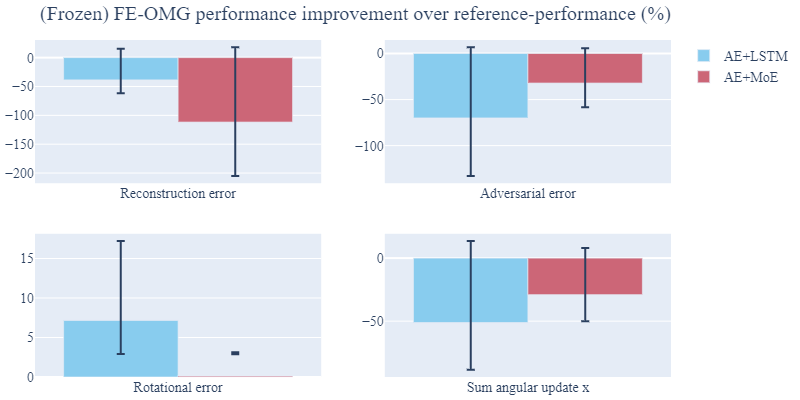 (Frozen) FE-OMG performance improvement over reference-performance (%)
AE+LSTM
AE+MoE
0
−50
−100
−150
−200
Reconstruction error
0
−50
−100
Adversarial error
15
10
5
0
Rotational error
0
−50
Sum angular update x